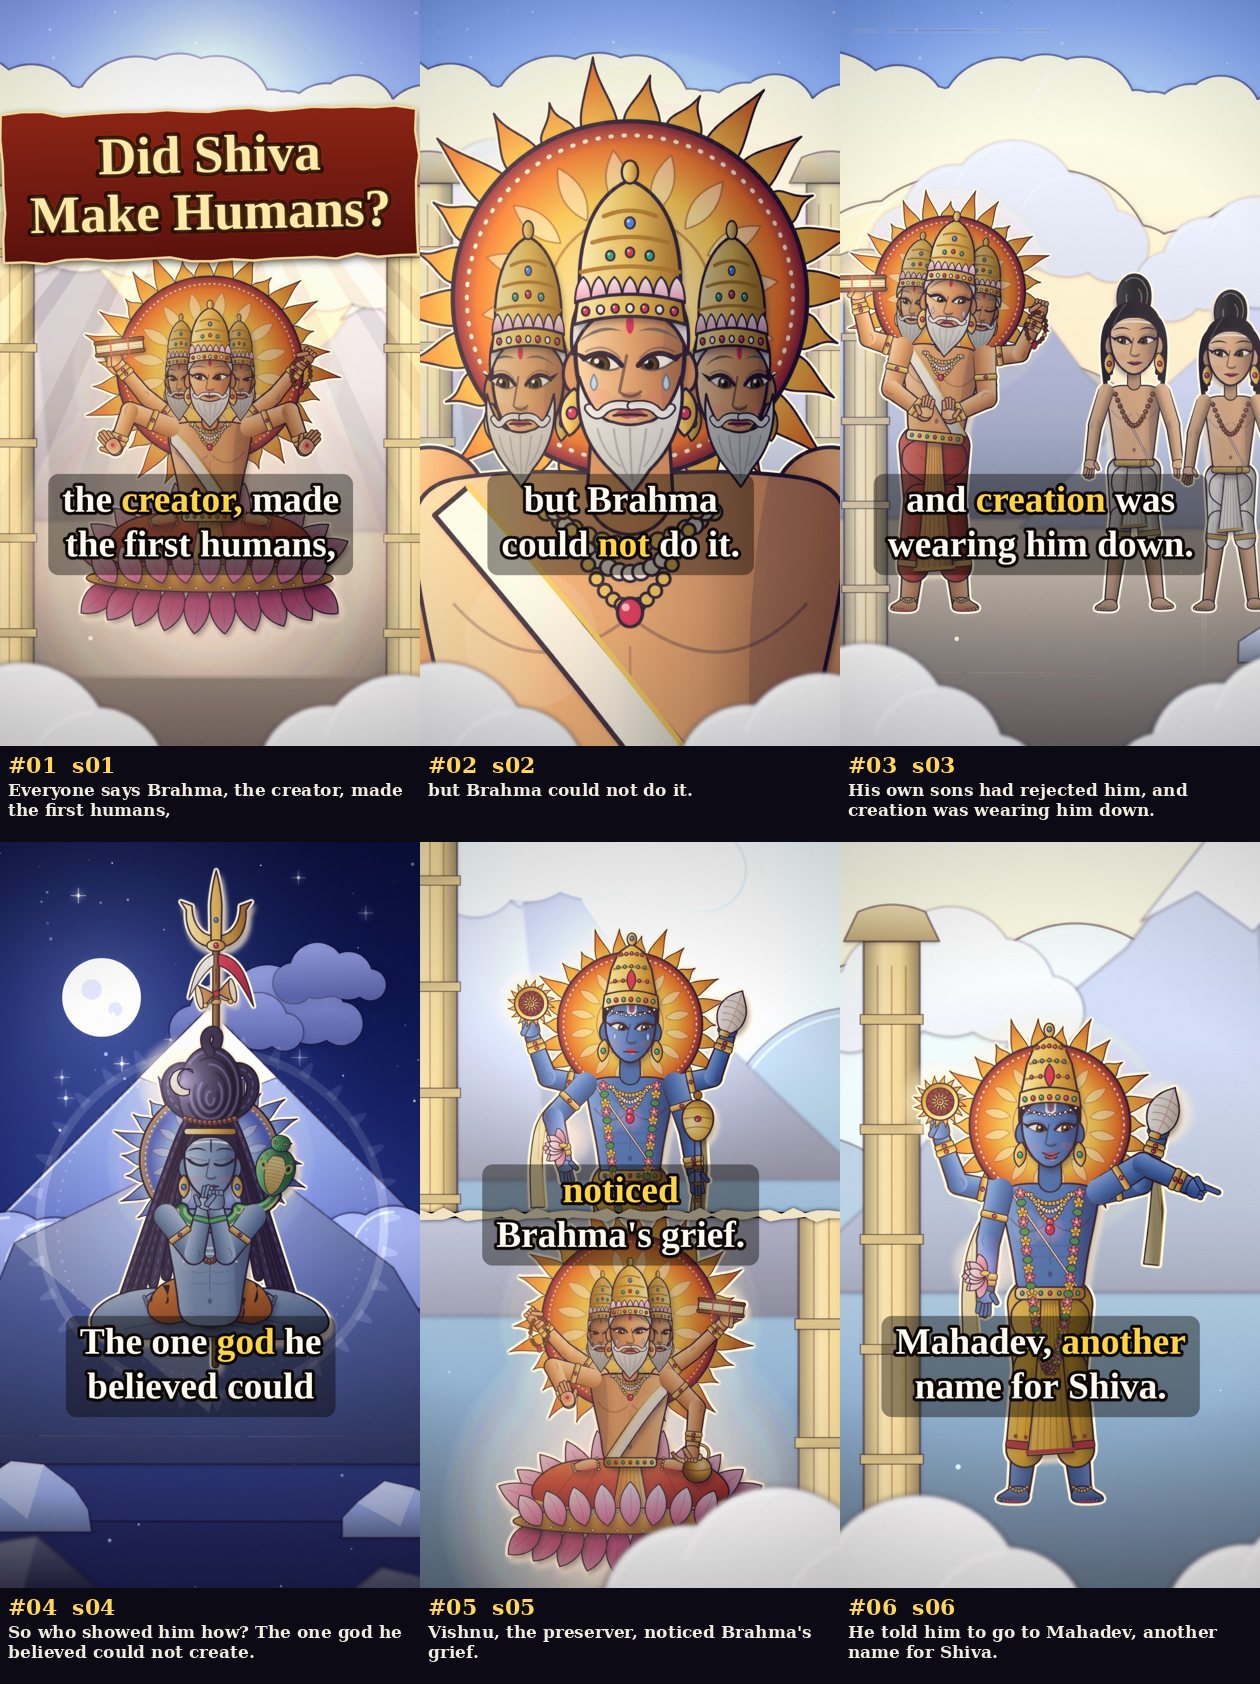 Did Shiva
Make Humans?
the creator, made
the first humans,
#01 s01
Everyone says Brahma, the creator, made
the first humans,
but Brahma
could not do it.
#02 s02
but Brahma could not do it.
and creation was
wearing him down.
#03 s03
His own sons had rejected him, and
creation was wearing him down.
The one god he
believed could
#04 s04
So who showed him how? The one god he
believed could not create.
noticed
Brahma's grief.
#05 s05
Vishnu, the preserver, noticed Brahma's
grief.
Mahadev, another
name for Shiva.
#06 s06
He told him to go to Mahadev, another
name for Shiva.